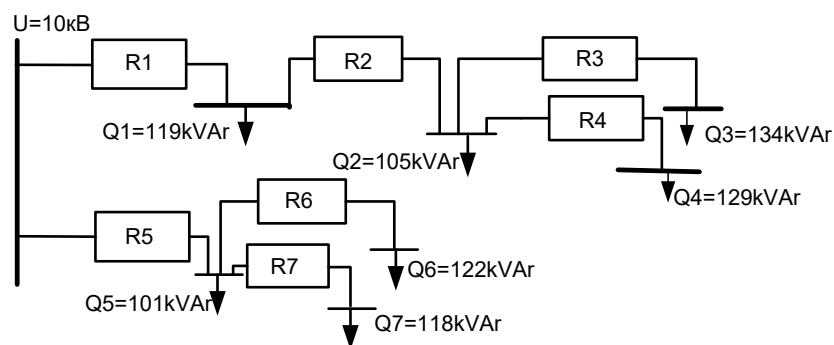 U=10кВ
R1
R2
R3
R4
Q1=119kVAr
Q2=105kVAr
Q3=134kVAr
Q4=129kVAr
R5
R6
R7
Q5=101kVAr
Q6=122kVAr
Q7=118kVAr